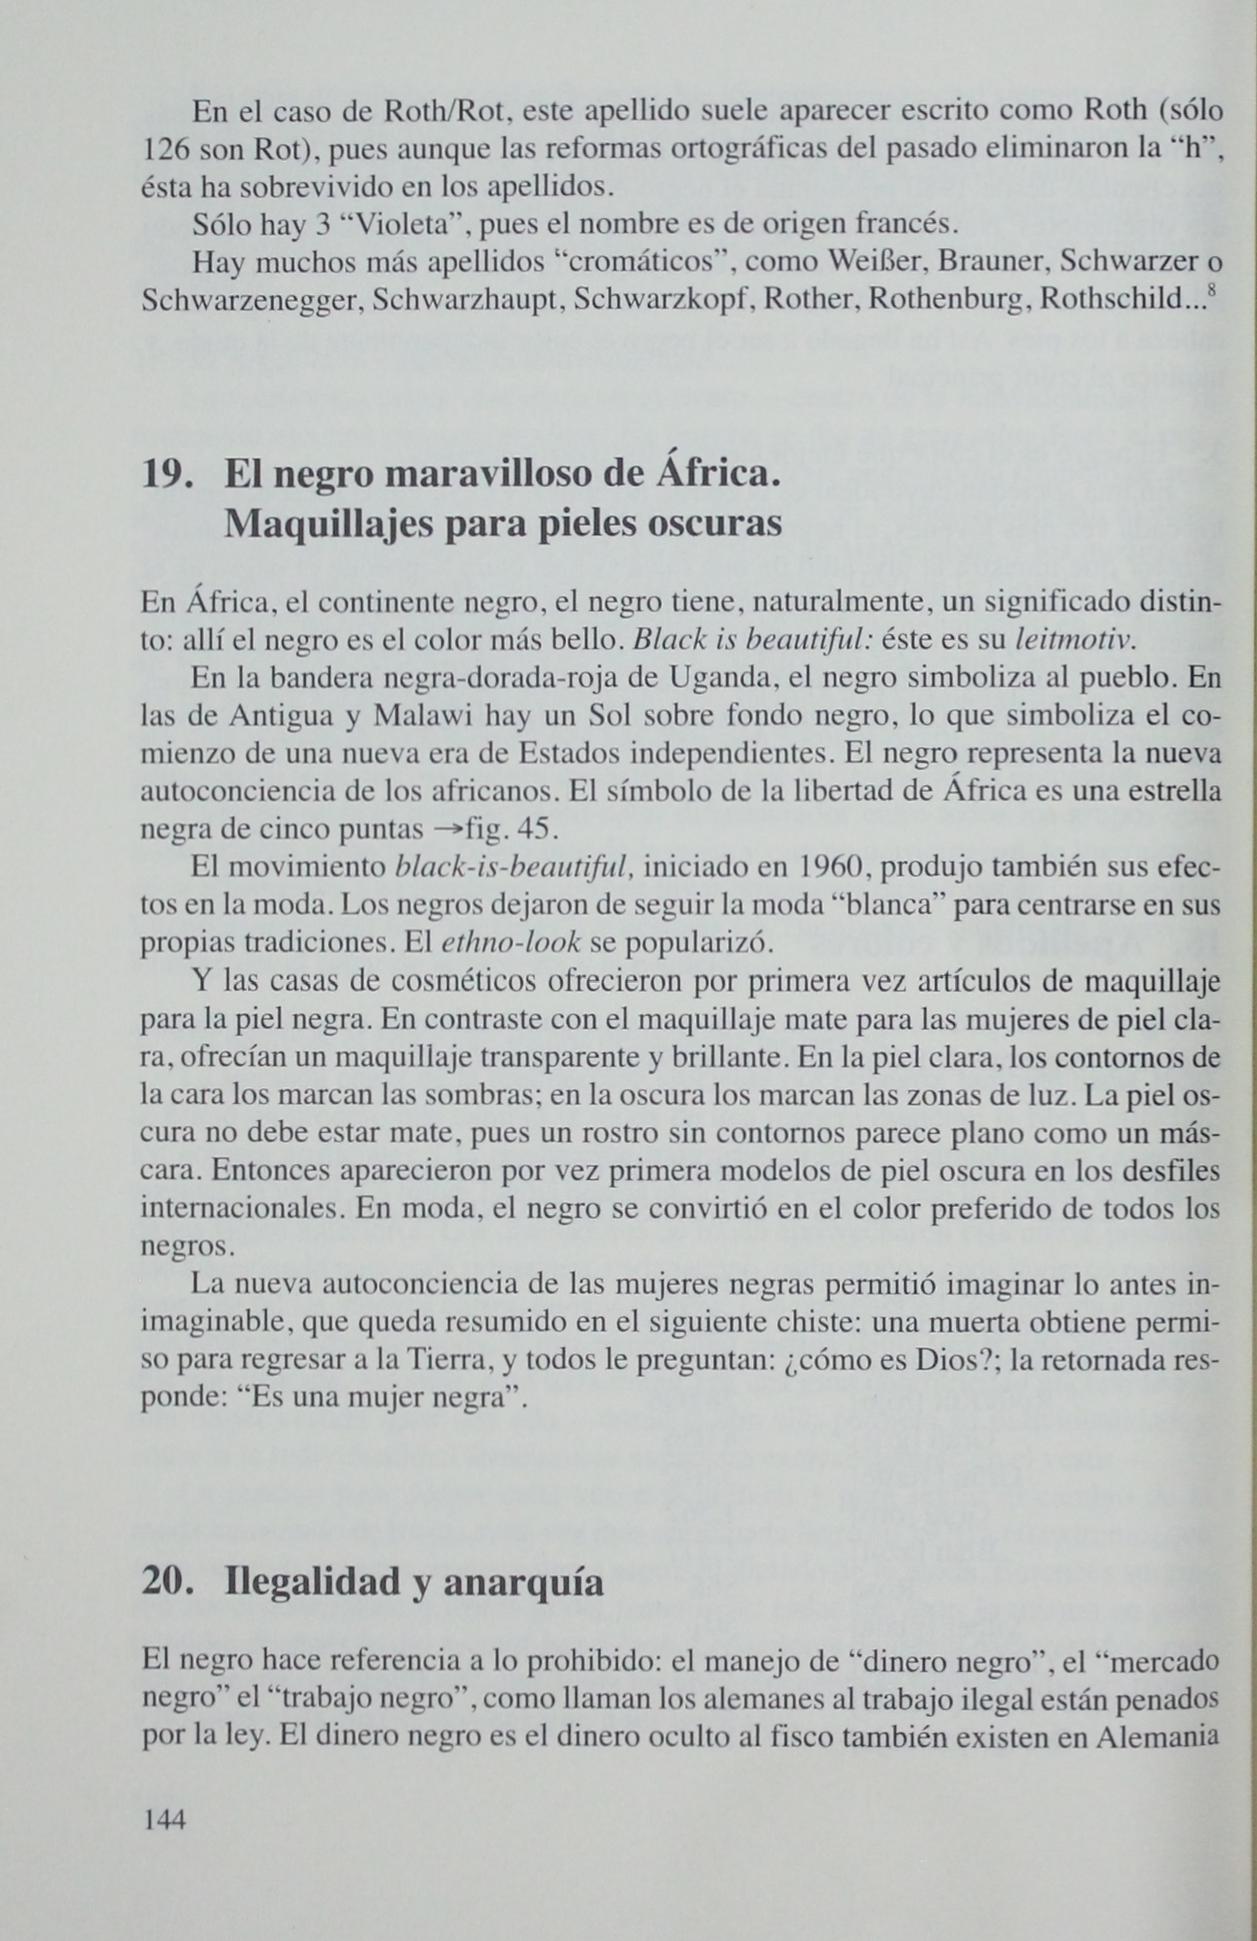 En el caso de Roth/Rot, este apellido suele aparecer escrito como Roth (sólo
126 son Rot), pues aunque las reformas ortográficas del pasado eliminaron la “h”,
ésta ha sobrevivido en los apellidos.
Sólo hay 3 “Violeta”, pues el nombre es de origen francés.
Hay muchos más apellidos “cromáticos”, como Weißer, Brauner, Schwarzer o
Schwarzenegger, Schwarzhaupt, Schwarzkopf, Rother, Rothenburg, Rothschild...⁸
19. El negro maravilloso de África.
Maquillajes para pieles oscuras
En África, el continente negro, el negro tiene, naturalmente, un significado distin-
to: allí el negro es el color más bello. Black is beautiful: éste es su leitmotiv.
En la bandera negra-dorada-roja de Uganda, el negro simboliza al pueblo. En
las de Antigua y Malawi hay un Sol sobre fondo negro, lo que simboliza el co-
mienzo de una nueva era de Estados independientes. El negro representa la nueva
autoconciencia de los africanos. El símbolo de la libertad de África es una estrella
negra de cinco puntas →fig. 45.
El movimiento black-is-beautiful, iniciado en 1960, produjo también sus efec-
tos en la moda. Los negros dejaron de seguir la moda “blanca” para centrarse en sus
propias tradiciones. El ethno-look se popularizó.
Y las casas de cosméticos ofrecieron por primera vez artículos de maquillaje
para la piel negra. En contraste con el maquillaje mate para las mujeres de piel cla-
ra, ofrecían un maquillaje transparente y brillante. En la piel clara, los contornos de
la cara los marcan las sombras; en la oscura los marcan las zonas de luz. La piel os-
cura no debe estar mate, pues un rostro sin contornos parece plano como un más-
cara. Entonces aparecieron por vez primera modelos de piel oscura en los desfiles
internacionales. En moda, el negro se convirtió en el color preferido de todos los
negros.
La nueva autoconciencia de las mujeres negras permitió imaginar lo antes in-
imaginable, que queda resumido en el siguiente chiste: una muerta obtiene permi-
so para regresar a la Tierra, y todos le preguntan: ¿cómo es Dios?; la retornada res-
ponde: “Es una mujer negra”.
20. Ilegalidad y anarquía
El negro hace referencia a lo prohibido: el manejo de “dinero negro”, el “mercado
negro” el “trabajo negro”, como llaman los alemanes al trabajo ilegal están penados
por la ley. El dinero negro es el dinero oculto al fisco también existen en Alemania
144